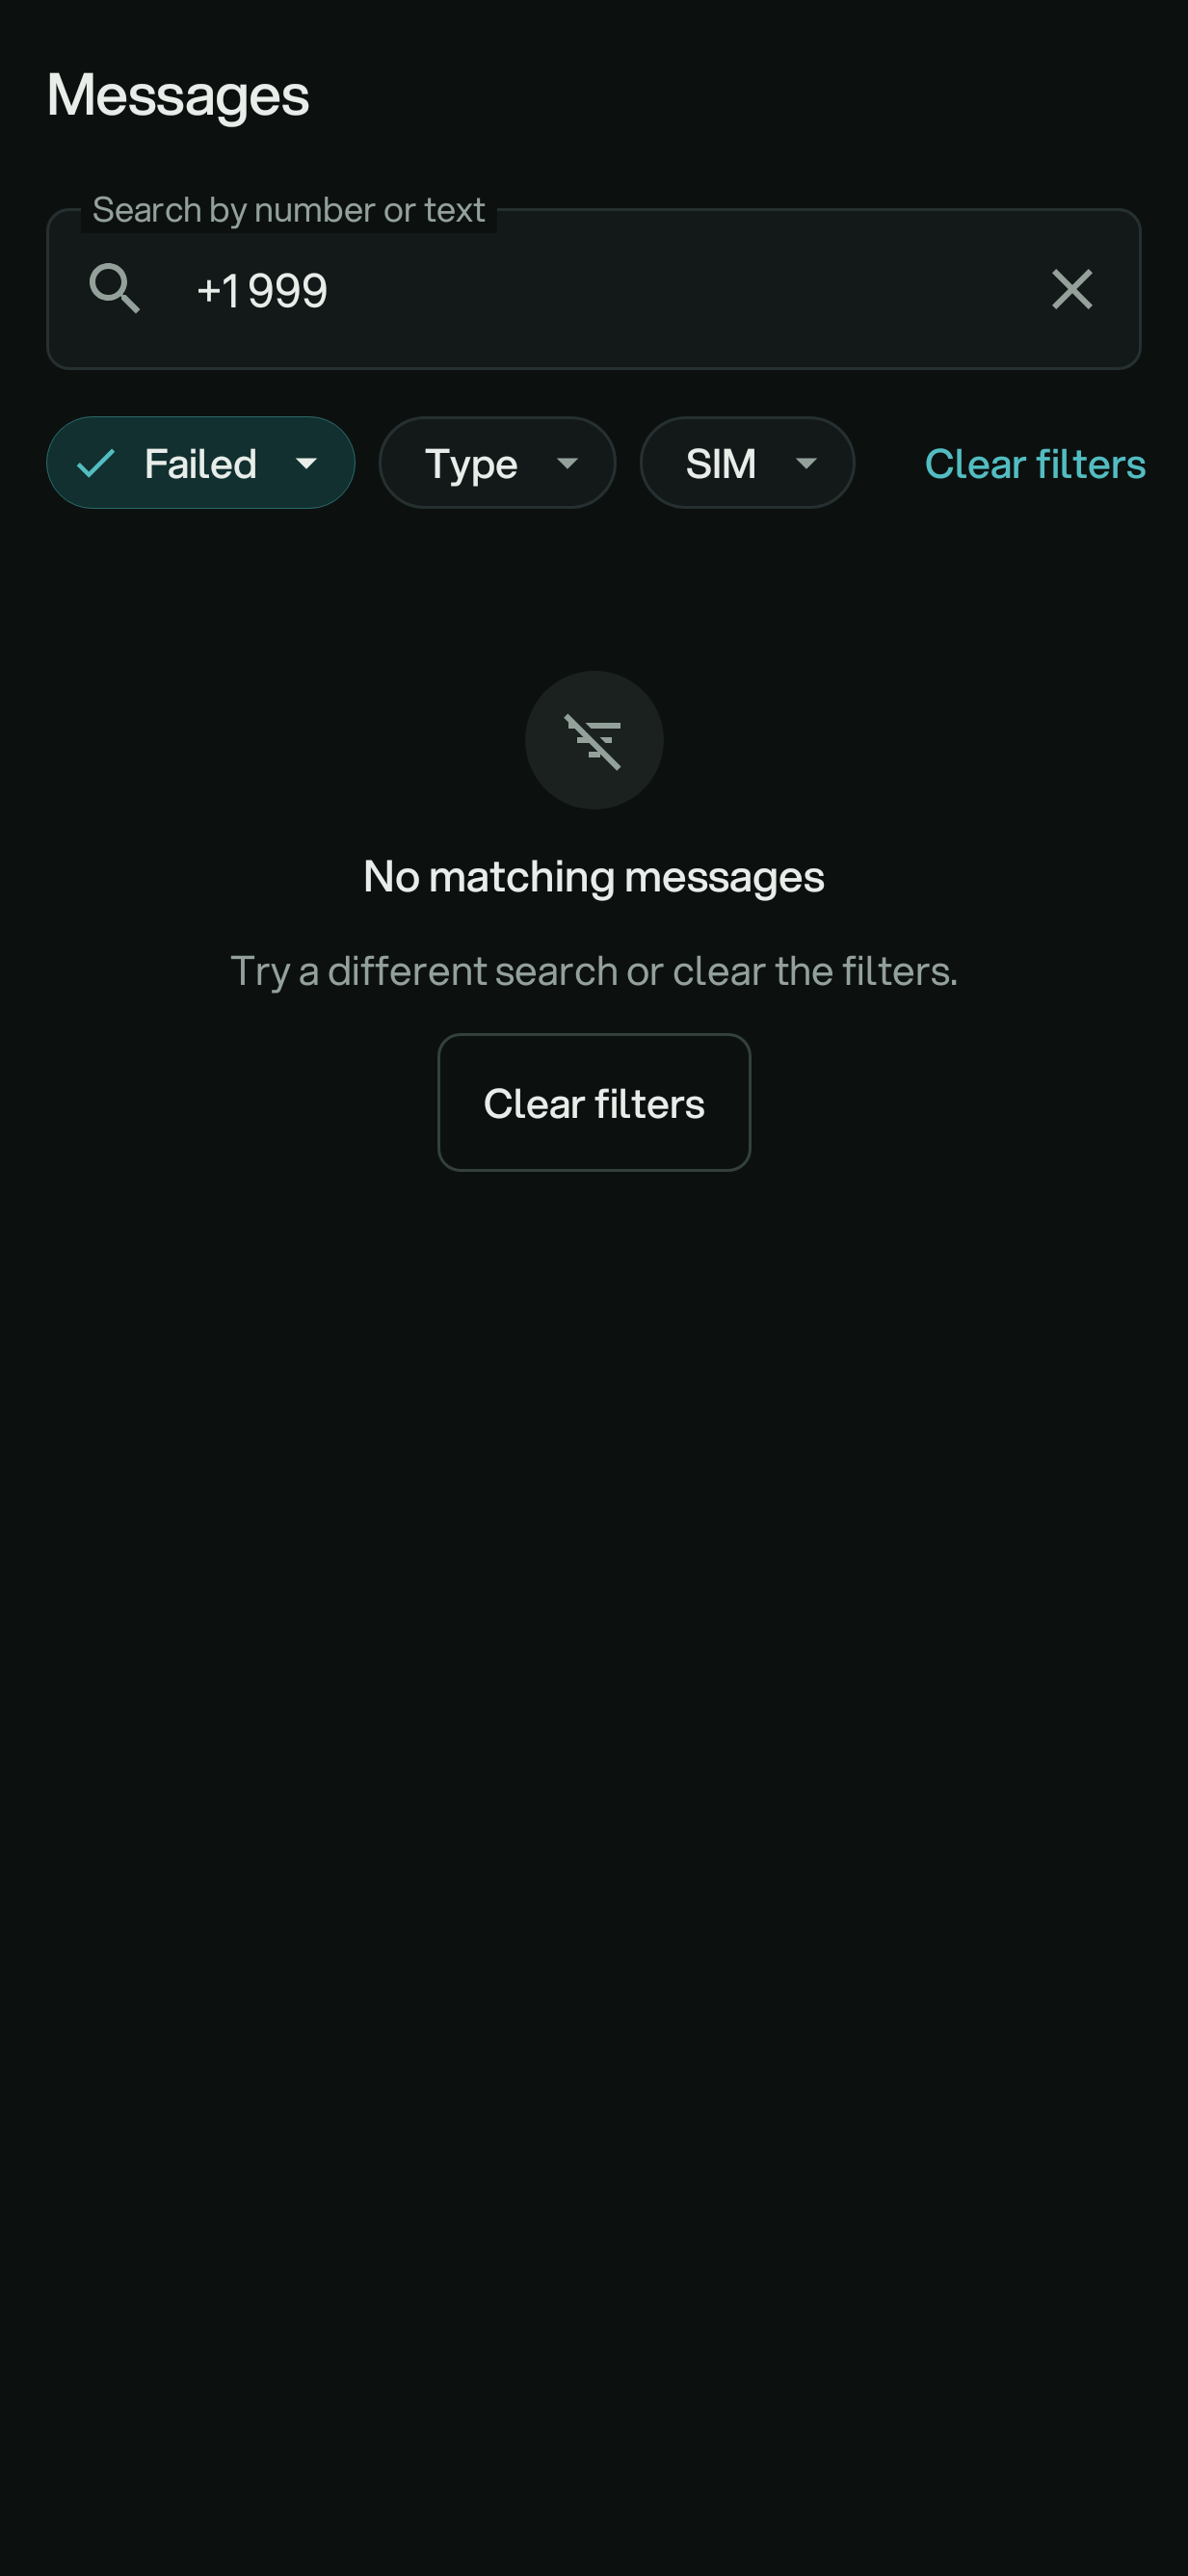 Messages
Search by number or text
+1 999
Failed
Type
SIM
Clear filters
No matching messages
Try a different search or clear the filters.
Clear filters